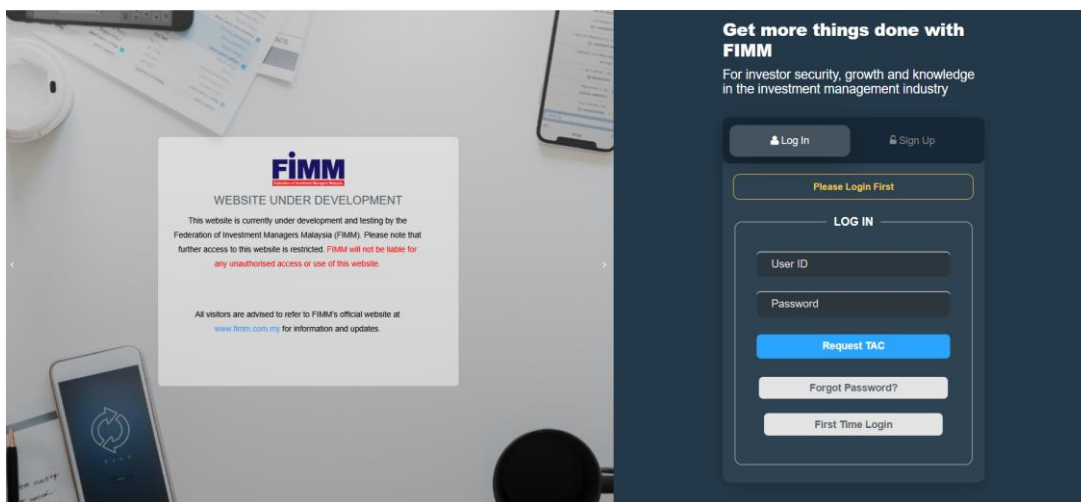 FiMM
Federation of Investment Managers Malaysia
WEBSITE UNDER DEVELOPMENT
This website is currently under development and testing by the
Federation of Investment Managers Malaysia (FIMM). Please note that
further access to this website is restricted. FIMM will not be liable for
any unauthorised access or use of this website.
All visitors are advised to refer to FIMM's official website at
www.fimm.com.my for information and updates.
Get more things done with
FIMM
For investor security, growth and knowledge
in the investment management industry
Log In
Sign Up
Please Login First
LOG IN
User ID
Password
Request TAC
Forgot Password?
First Time Login